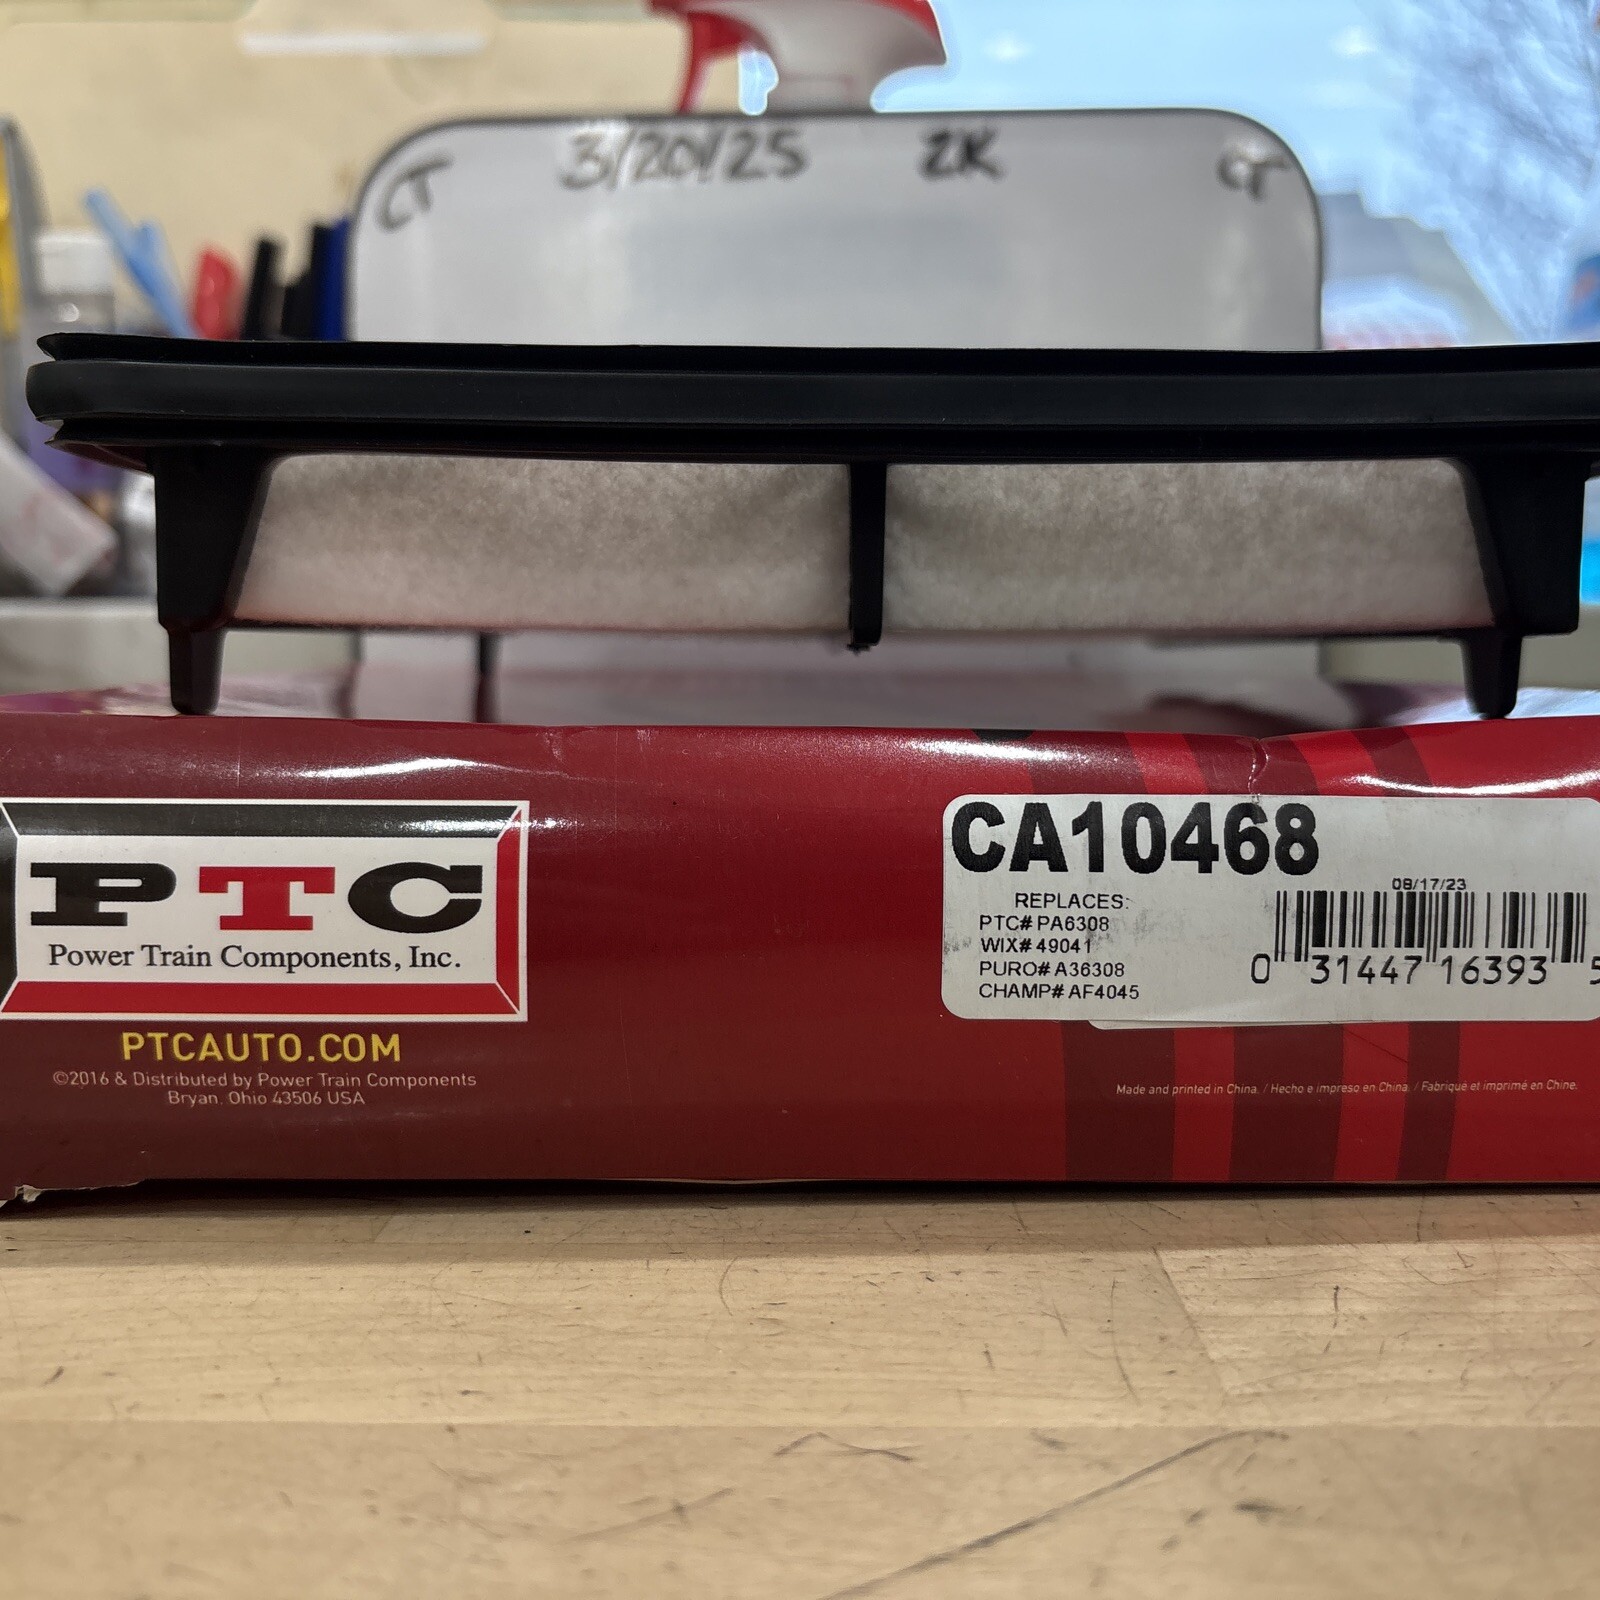 CT 3/20/25 ZK CT
PTC
Power Train Components, Inc.
PTCAUTO.COM
©2016 & Distributed by Power Train Components
Bryan, Ohio 43506 USA
CA10468
08/17/23
REPLACES:
PTC# PA6308
WIX# 49041
PURO# A36308
CHAMP# AF4045
0 31447 16393 5
Made and printed in China. / Hecho e impreso en China. / Fabriqué et imprimé en Chine.